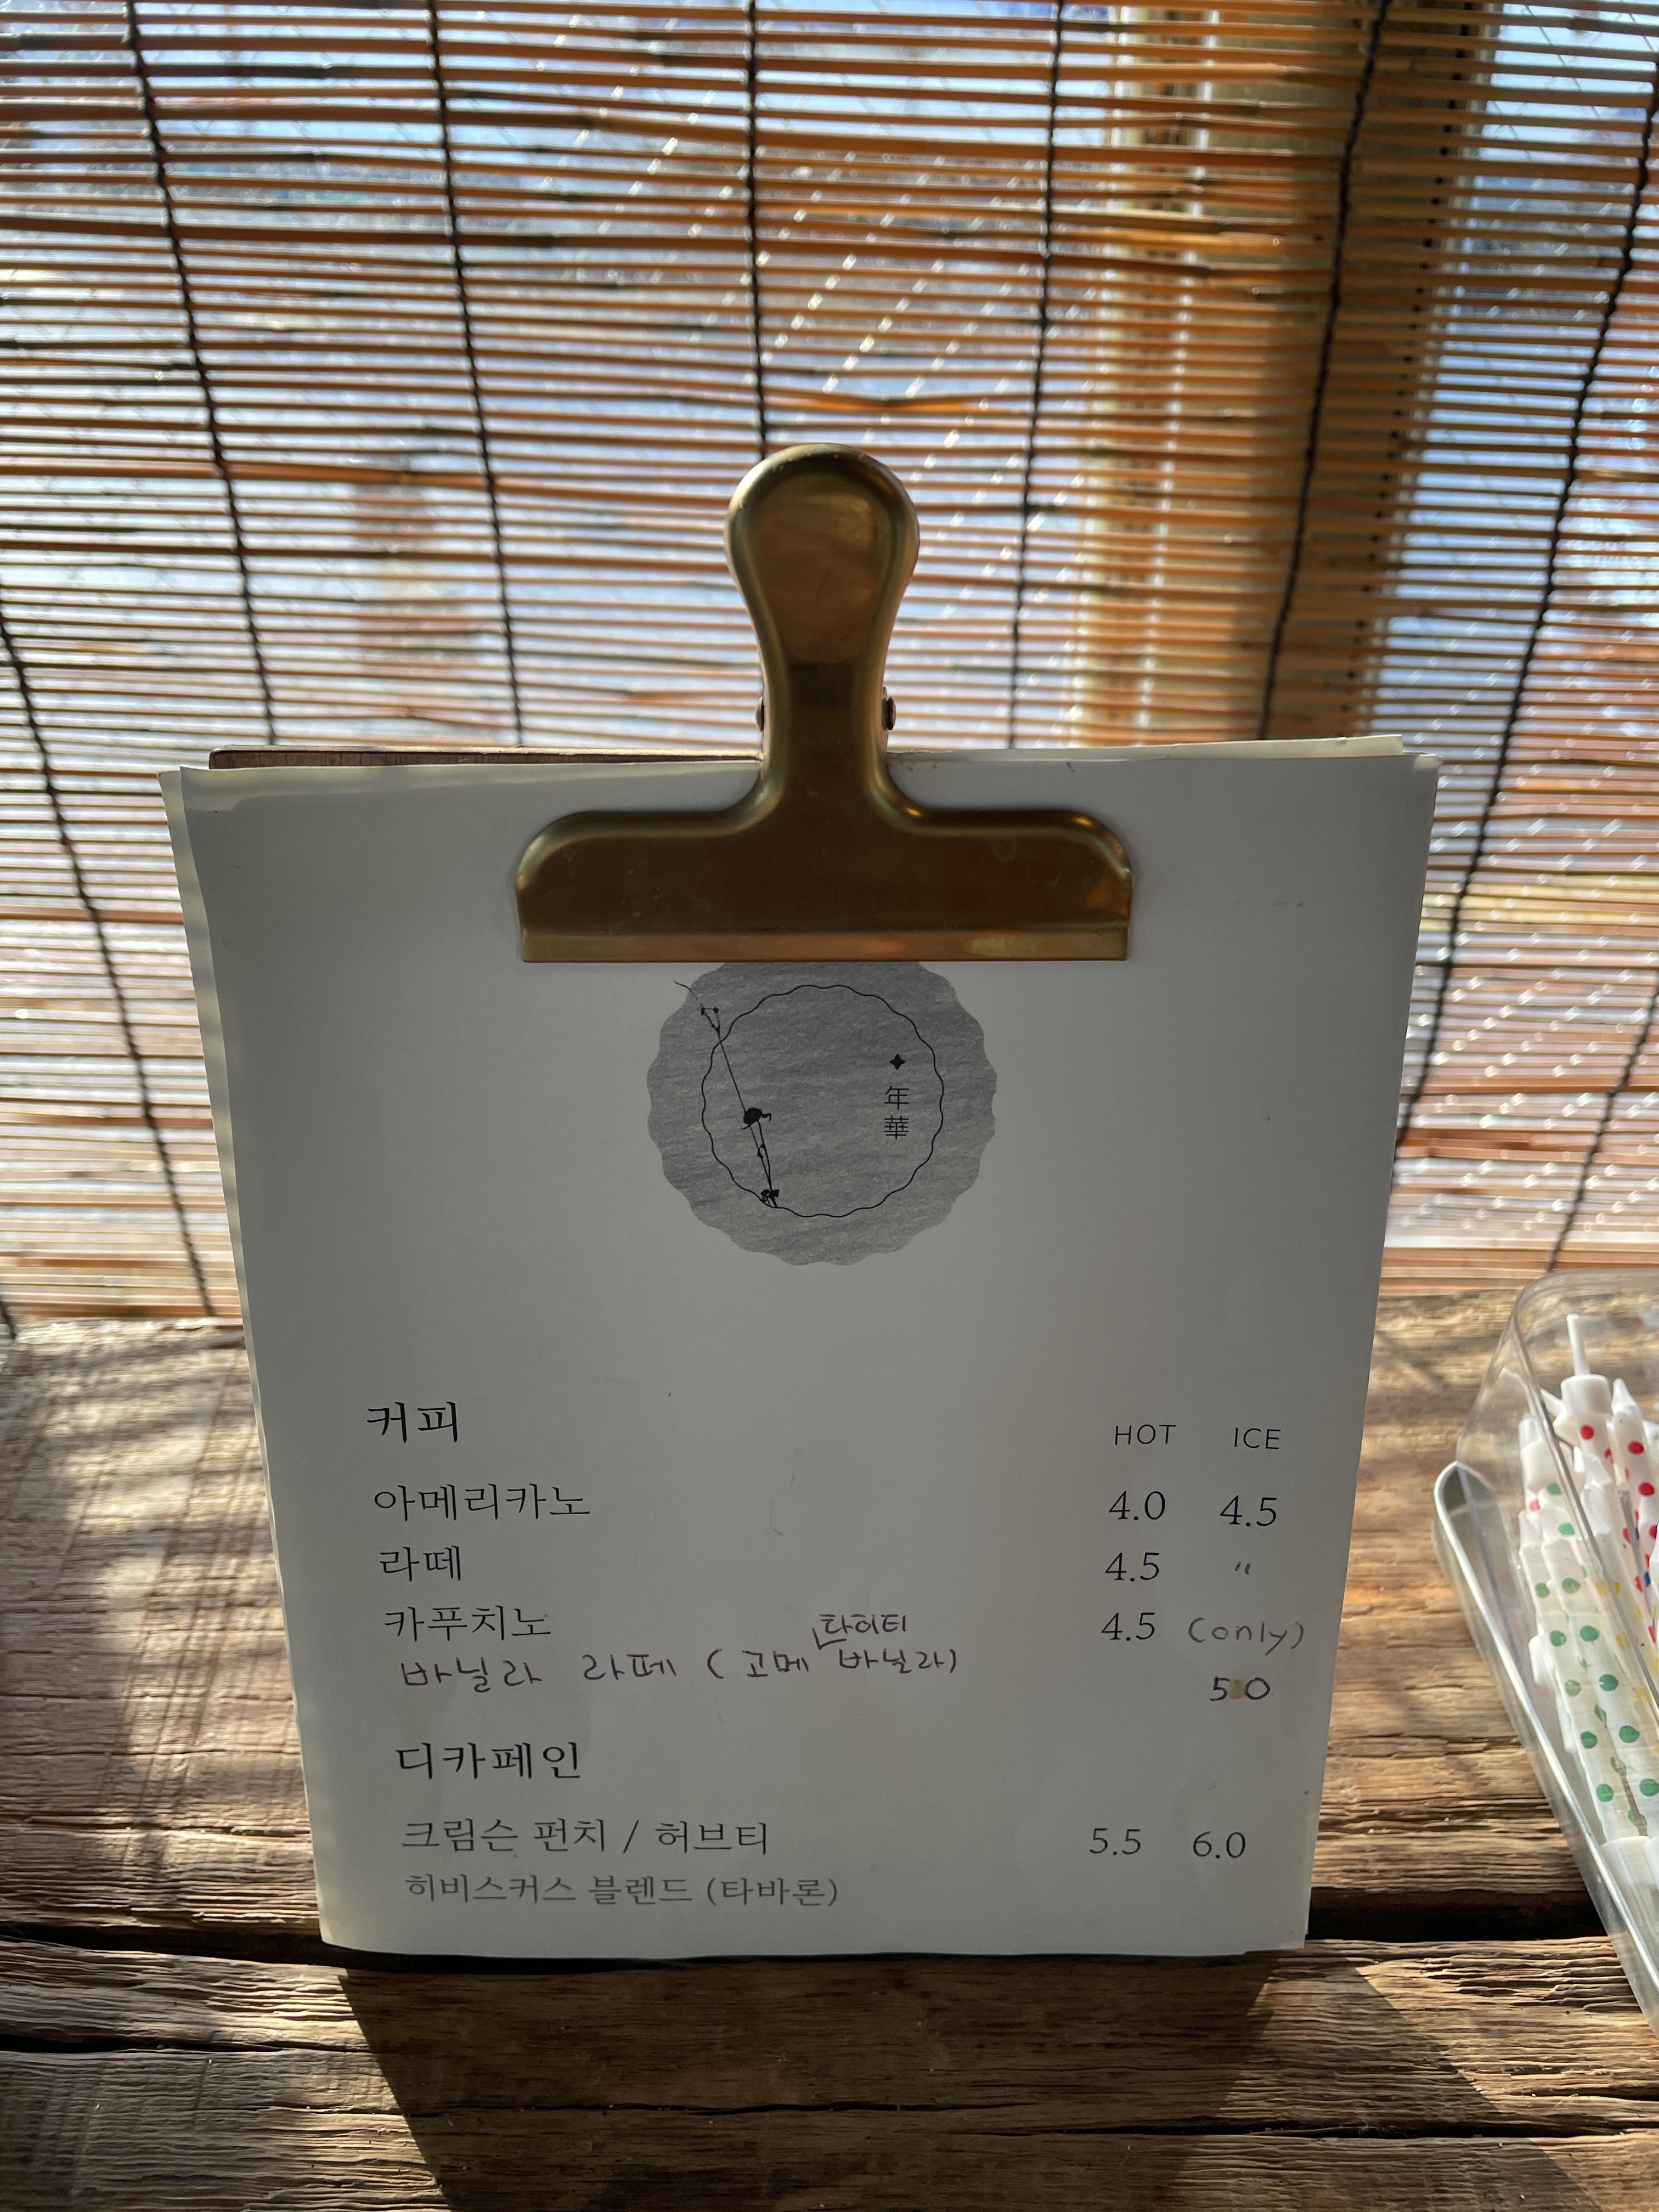 年
華
커피 HOT ICE
아메리카노 4.0 4.5
라떼 4.5 "
카푸치노 4.5 (only)
타히티
바닐라 라떼 (고메 바닐라) 5.0
디카페인
크림슨 펀치 / 허브티 5.5 6.0
히비스커스 블렌드 (타바론)